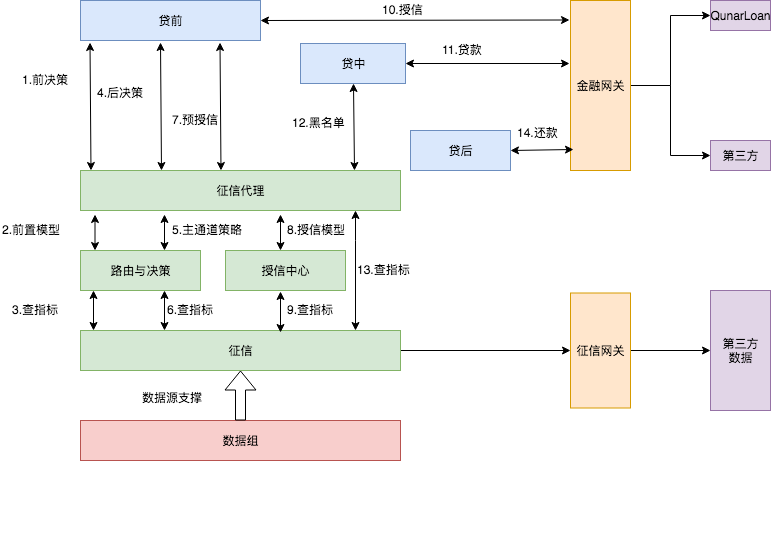 贷前
10.授信
QunarLoan
1.前决策
4.后决策
7.预授信
贷中
11.贷款
金融网关
12.黑名单
贷后
14.还款
第三方
征信代理
2.前置模型
5.主通道策略
8.授信模型
13.查指标
路由与决策
授信中心
3.查指标
6.查指标
9.查指标
征信
征信网关
第三方
数据
数据源支撑
数据组